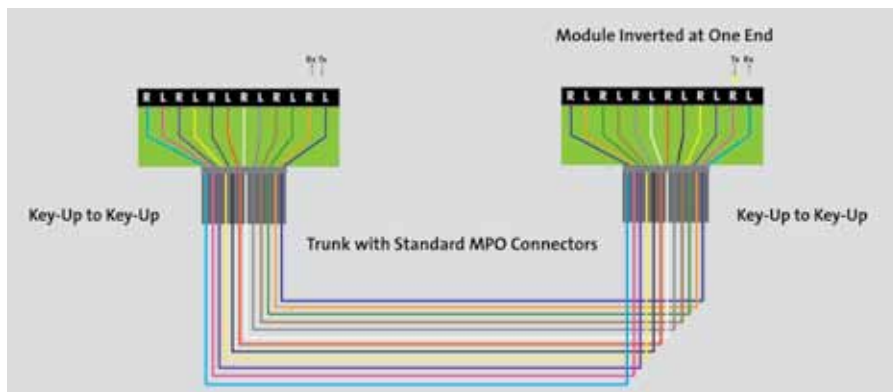 Module Inverted at One End
Rx Tx
Tx Rx
R L R L R L R L R L R L
R L R L R L R L R L R L
Key-Up to Key-Up
Key-Up to Key-Up
Trunk with Standard MPO Connectors